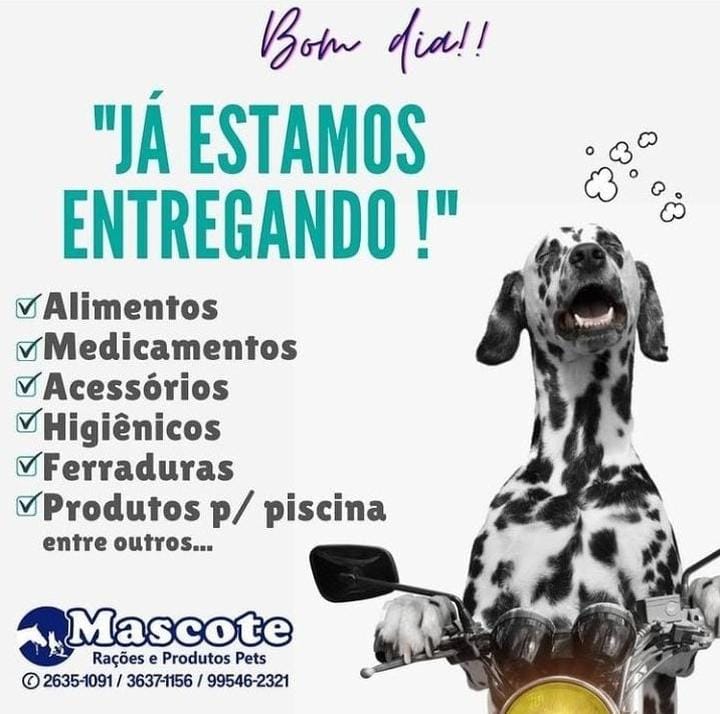 Bom dia!!
"JÁ ESTAMOS
ENTREGANDO !"
Alimentos
Medicamentos
Acessórios
Higiênicos
Ferraduras
Produtos p/ piscina
entre outros...
Mascote
Rações e Produtos Pets
2635-1091 / 3637-1156 / 99546-2321